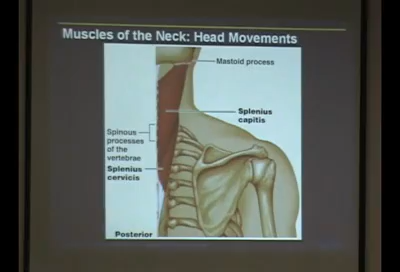 Muscles of the Neck: Head Movements
Mastoid process
Splenius
capitis
Spinous
processes
of the
vertebrae
Splenius
cervicis
Posterior